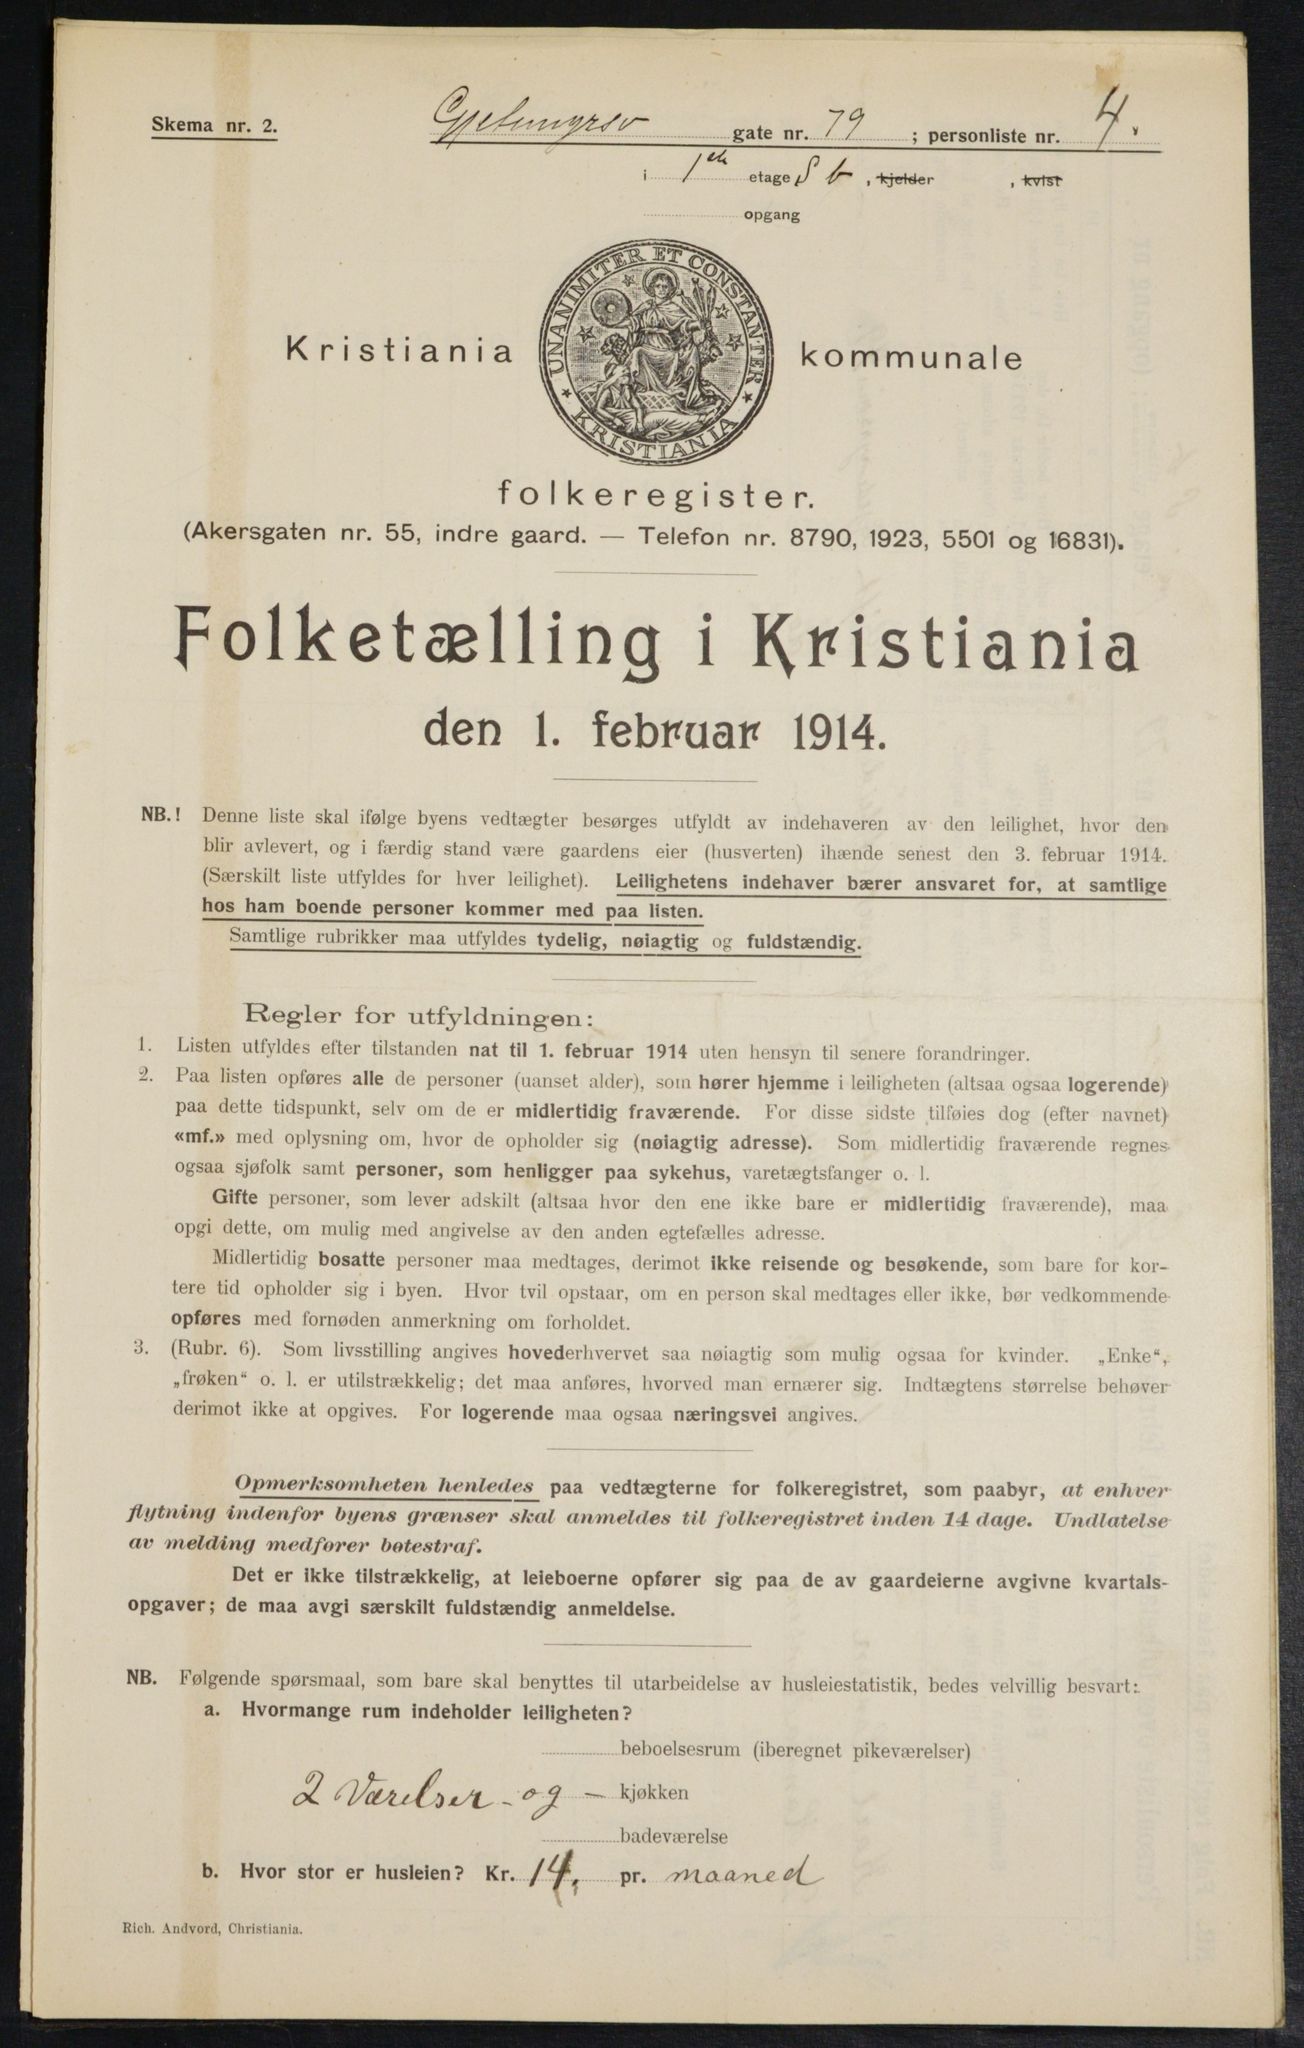 Skema nr. 2.
gate nr. 79 ; personliste nr. 4.
i 1ste etage S b , kjelder , kvist
opgang
UNANIMITER ET CONSTANTER
KRISTIANIA
Kristiania kommunale
folkeregister.
(Akersgaten nr. 55, indre gaard. — Telefon nr. 8790, 1923, 5501 og 16831).
Folketælling i Kristiania
den 1. februar 1914.
NB.! Denne liste skal ifølge byens vedtægter besørges utfyldt av indehaveren av den leilighet, hvor den
blir avlevert, og i færdig stand være gaardens eier (husverten) ihænde senest den 3. februar 1914.
(Særskilt liste utfyldes for hver leilighet). Leilighetens indehaver bærer ansvaret for, at samtlige
hos ham boende personer kommer med paa listen.
Samtlige rubrikker maa utfyldes tydelig, nøiagtig og fuldstændig.
Regler for utfyldningen:
1. Listen utfyldes efter tilstanden nat til 1. februar 1914 uten hensyn til senere forandringer.
2. Paa listen opføres alle de personer (uanset alder), som hører hjemme i leiligheten (altsaa ogsaa logerende)
paa dette tidspunkt, selv om de er midlertidig fraværende. For disse sidste tilføies dog (efter navnet)
«mf.» med oplysning om, hvor de opholder sig (nøiagtig adresse). Som midlertidig fraværende regnes
ogsaa sjøfolk samt personer, som henligger paa sykehus, varetægtsfanger o. l.
Gifte personer, som lever adskilt (altsaa hvor den ene ikke bare er midlertidig fraværende), maa
opgi dette, om mulig med angivelse av den anden egtefælles adresse.
Midlertidig bosatte personer maa medtages, derimot ikke reisende og besøkende, som bare for kor-
tere tid opholder sig i byen. Hvor tvil opstaar, om en person skal medtages eller ikke, bør vedkommende
opføres med fornøden anmerkning om forholdet.
3. (Rubr. 6). Som livsstilling angives hovederhvervet saa nøiagtig som mulig ogsaa for kvinder. „Enke“,
„frøken“ o. l. er utilstrækkelig; det maa anføres, hvorved man ernærer sig. Indtægtens størrelse behøver
derimot ikke at opgives. For logerende maa ogsaa næringsvei angives.
Opmerksomheten henledes paa vedtægterne for folkeregistret, som paabyr, at enhver
flytning indenfor byens grænser skal anmeldes til folkeregistret inden 14 dage. Undlatelse
av melding medfører bøtestraf.
Det er ikke tilstrækkelig, at leieboerne opfører sig paa de av gaardeierne avgivne kvartals-
opgaver; de maa avgi særskilt fuldstændig anmeldelse.
NB. Følgende spørsmaal, som bare skal benyttes til utarbeidelse av husleiestatistik, bedes velvillig besvart:
a. Hvormange rum indeholder leiligheten?
beboelsesrum (iberegnet pikeværelser)
2 Værelser - og - kjøkken
badeværelse
b. Hvor stor er husleien? Kr. 14. pr. maaned
Rich. Andvord, Christiania.